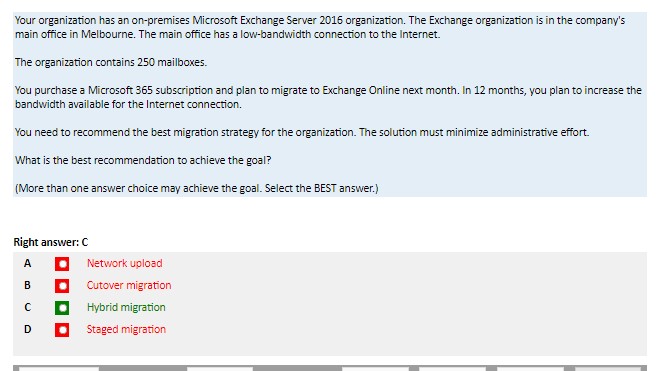 Your organization has an on-premises Microsoft Exchange Server 2016 organization. The Exchange organization is in the company's
main office in Melbourne. The main office has a low-bandwidth connection to the Internet.
The organization contains 250 mailboxes.
You purchase a Microsoft 365 subscription and plan to migrate to Exchange Online next month. In 12 months, you plan to increase the
bandwidth available for the Internet connection.
You need to recommend the best migration strategy for the organization. The solution must minimize administrative effort.
What is the best recommendation to achieve the goal?
(More than one answer choice may achieve the goal. Select the BEST answer.)
Right answer: C
A Network upload
B Cutover migration
C Hybrid migration
D Staged migration